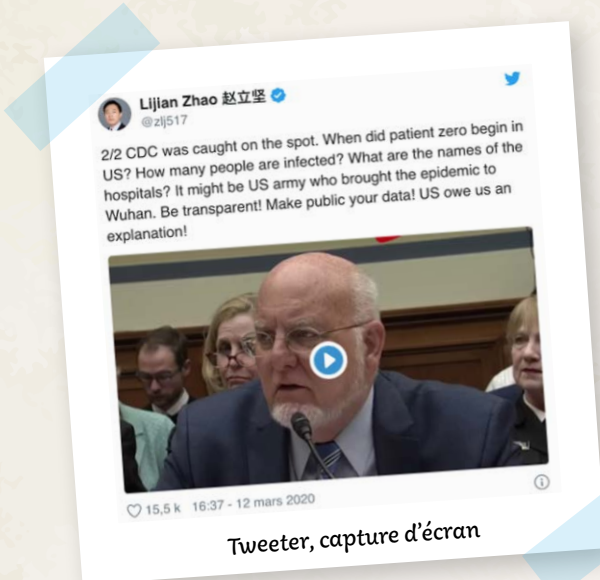 Lijian Zhao 赵立坚
@zlj517
2/2 CDC was caught on the spot. When did patient zero begin in
US? How many people are infected? What are the names of the
hospitals? It might be US army who brought the epidemic to
Wuhan. Be transparent! Make public your data! US owe us an
explanation!
15,5 k 16:37 - 12 mars 2020
Tweeter, capture d'écran